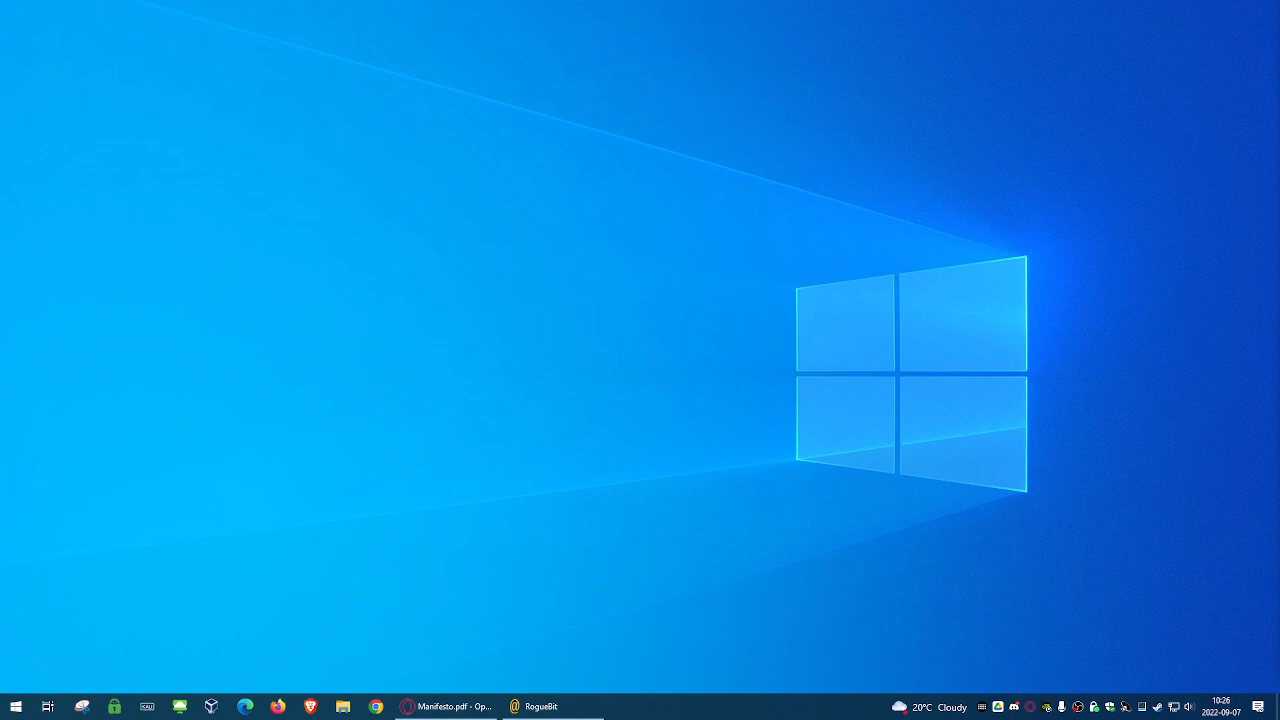 Manifesto.pdf - Op...
RogueBit
20°C Cloudy
10:26
2022-09-07